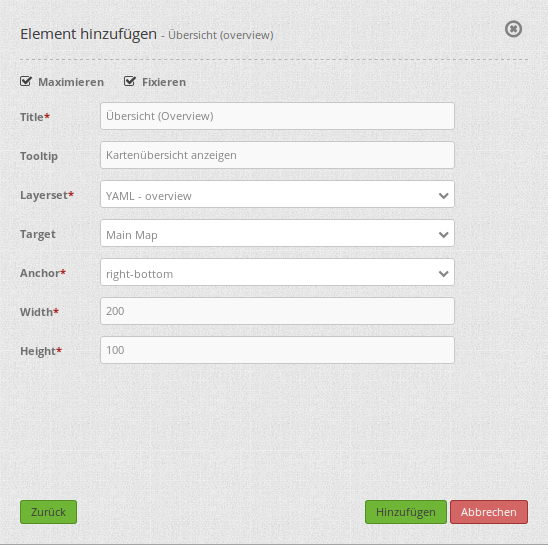 Element hinzufügen - Übersicht (overview)
Maximieren Fixieren
Title* Übersicht (Overview)
Tooltip Kartenübersicht anzeigen
Layerset* YAML - overview
Target Main Map
Anchor* right-bottom
Width* 200
Height* 100
Zurück Hinzufügen Abbrechen